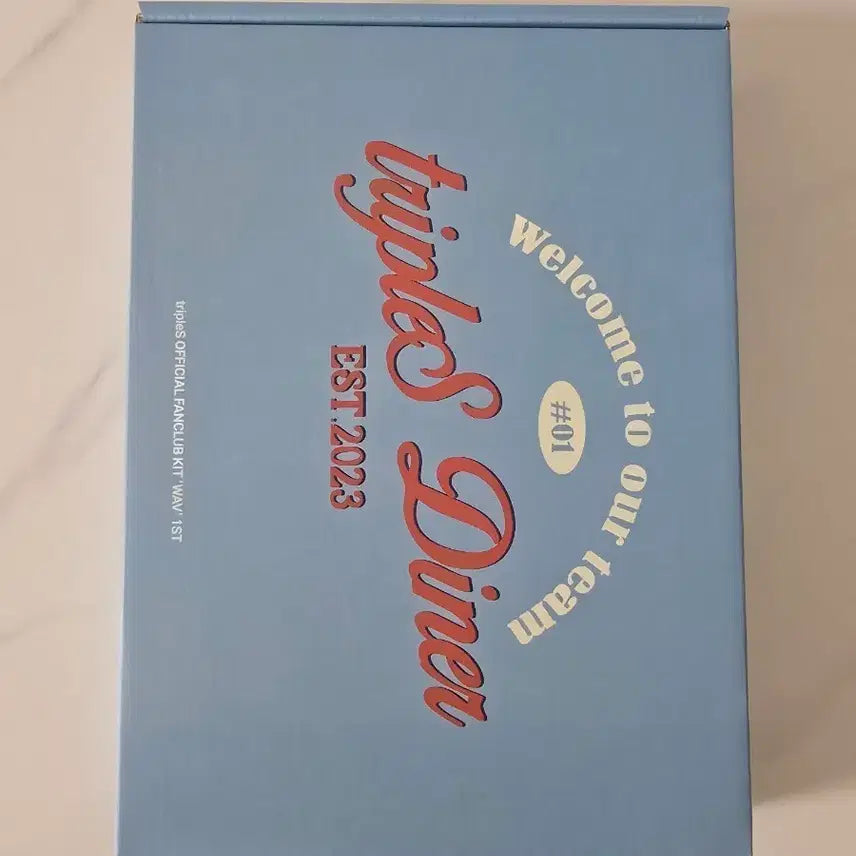 Welcome to our team
#01
tripleS Diner
EST.2023
tripleS OFFICIAL FANCLUB KIT 'WAV' 1ST